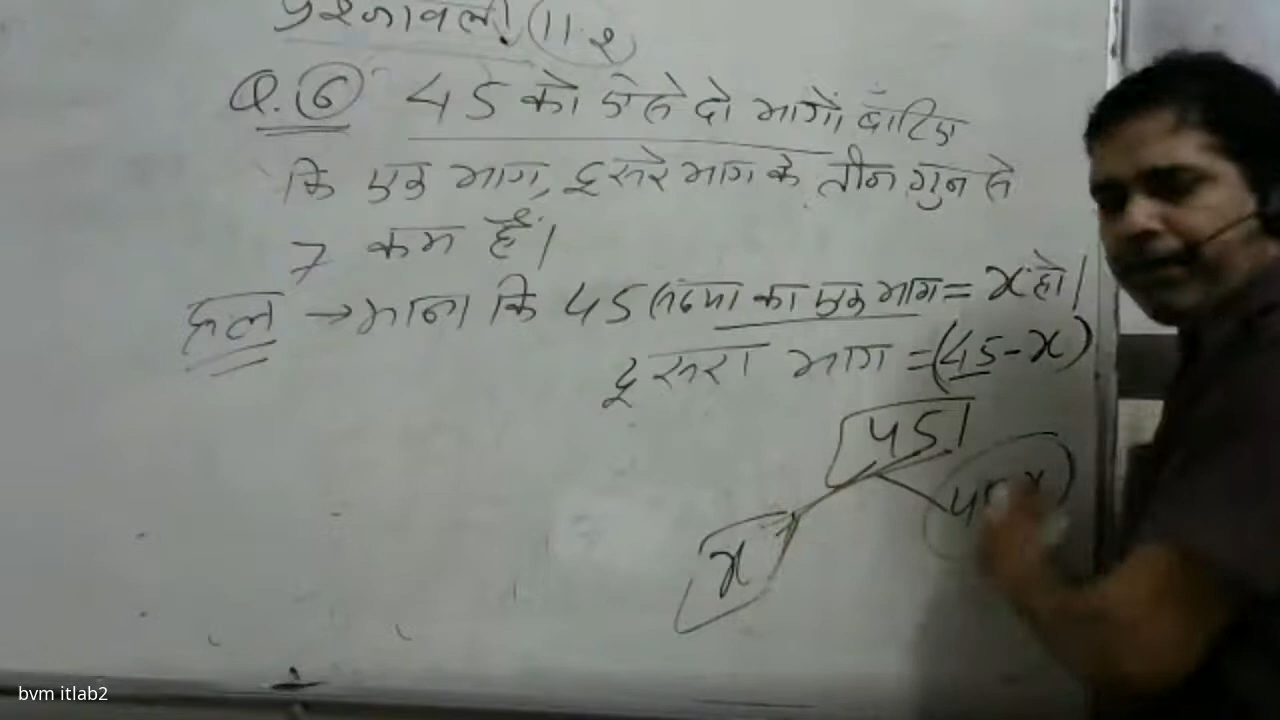 प्रश्नावली (11.2)
Q. 6 45 को ऐसे दो भागों बाँटिए
कि एक भाग, दूसरे भाग के तीन गुने से
7 कम है।
हल → माना कि 45 संख्या का एक भाग = x हो।
दूसरा भाग = (45-x)
45
45-x
x
bvm itlab2